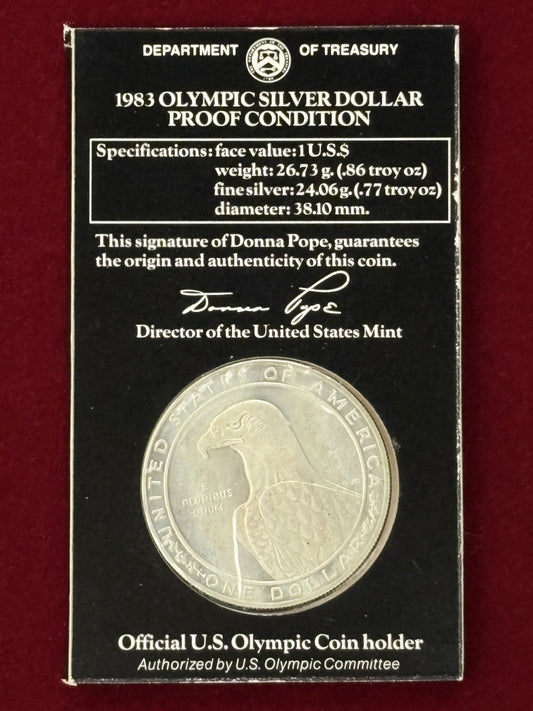 DEPARTMENT OF TREASURY
1983 OLYMPIC SILVER DOLLAR
PROOF CONDITION
Specifications: face value: 1 U.S.$
weight: 26.73 g. (.86 troy oz)
fine silver: 24.06 g. (.77 troy oz)
diameter: 38.10 mm.
This signature of Donna Pope, guarantees
the origin and authenticity of this coin.
Donna Pope
Director of the United States Mint
UNITED STATES OF AMERICA
E
PLURIBUS
UNUM
ONE DOLLAR
Official U.S. Olympic Coin holder
Authorized by U.S. Olympic Committee